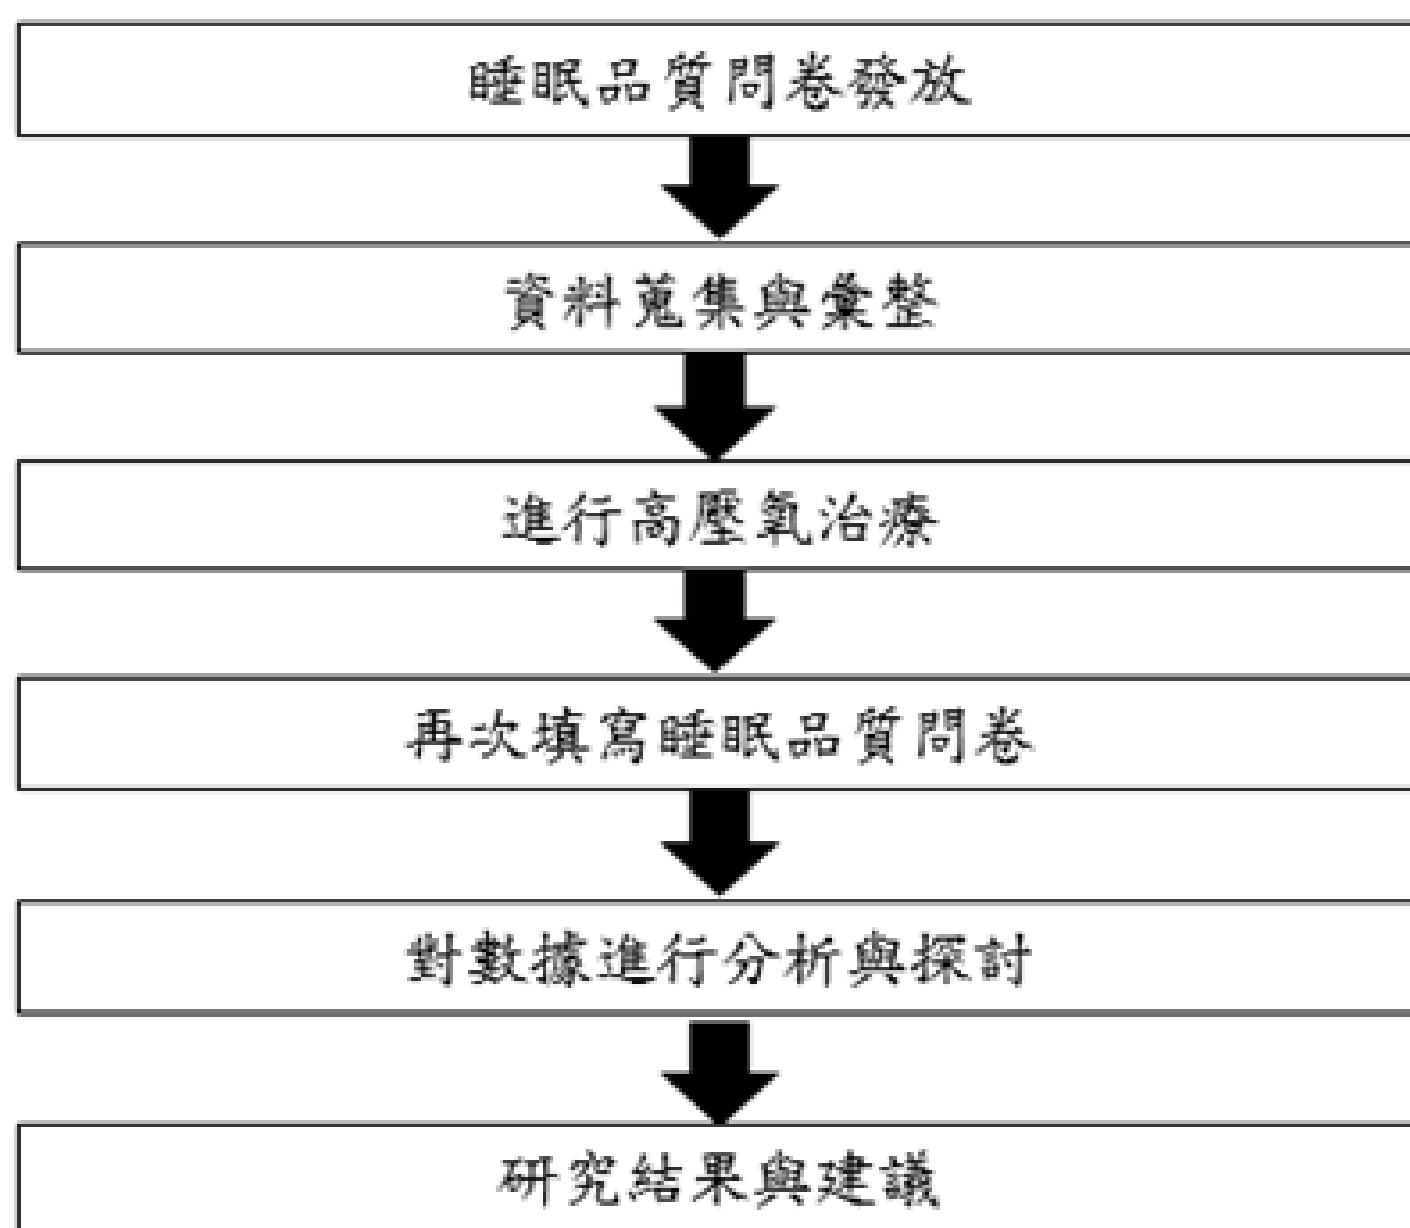 睡眠品質問卷發放
資料蒐集與彙整
進行高壓氧治療
再次填寫睡眠品質問卷
對數據進行分析與探討
研究結果與建議